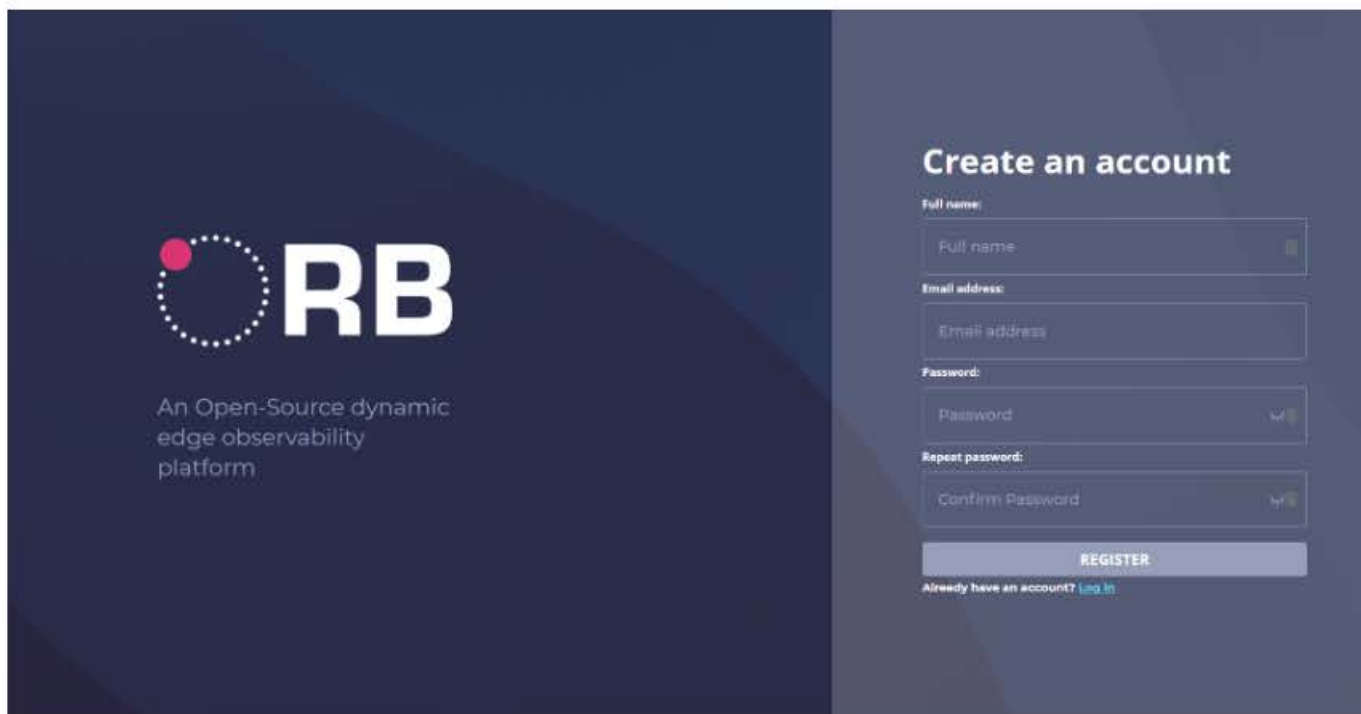 ORB
An Open-Source dynamic
edge observability
platform
Create an account
Full name:
Full name
Email address:
Email address
Password:
Password
Repeat password:
Confirm Password
REGISTER
Already have an account? Log in